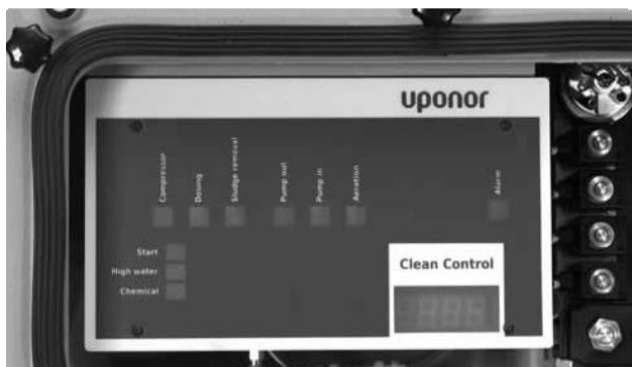 uponor
Compressor
Dosing
Sludge removal
Pump out
Pump in
Aeration
Alarm
Start
High water
Chemical
Clean Control